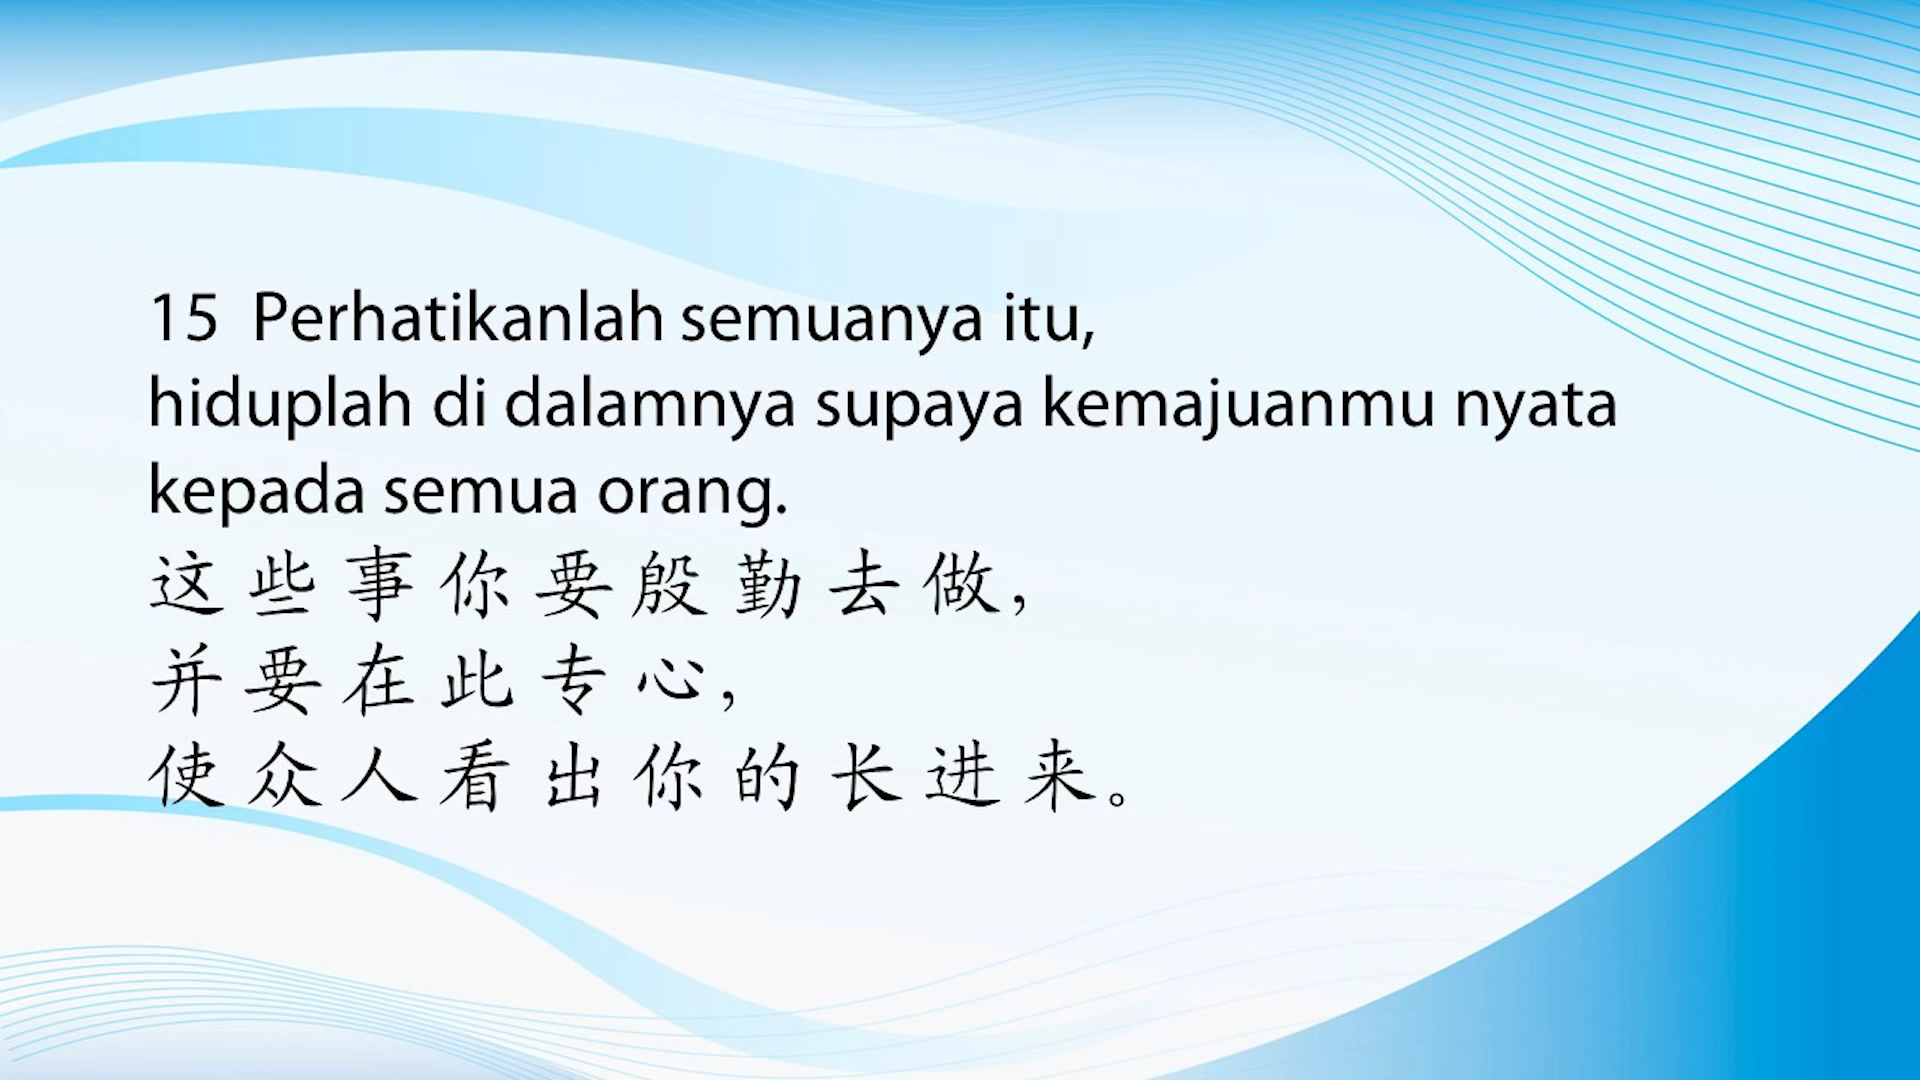 15  Perhatikanlah semuanya itu,
hiduplah di dalamnya supaya kemajuanmu nyata
kepada semua orang.
这些事你要殷勤去做，
并要在此专心，
使众人看出你的长进来。